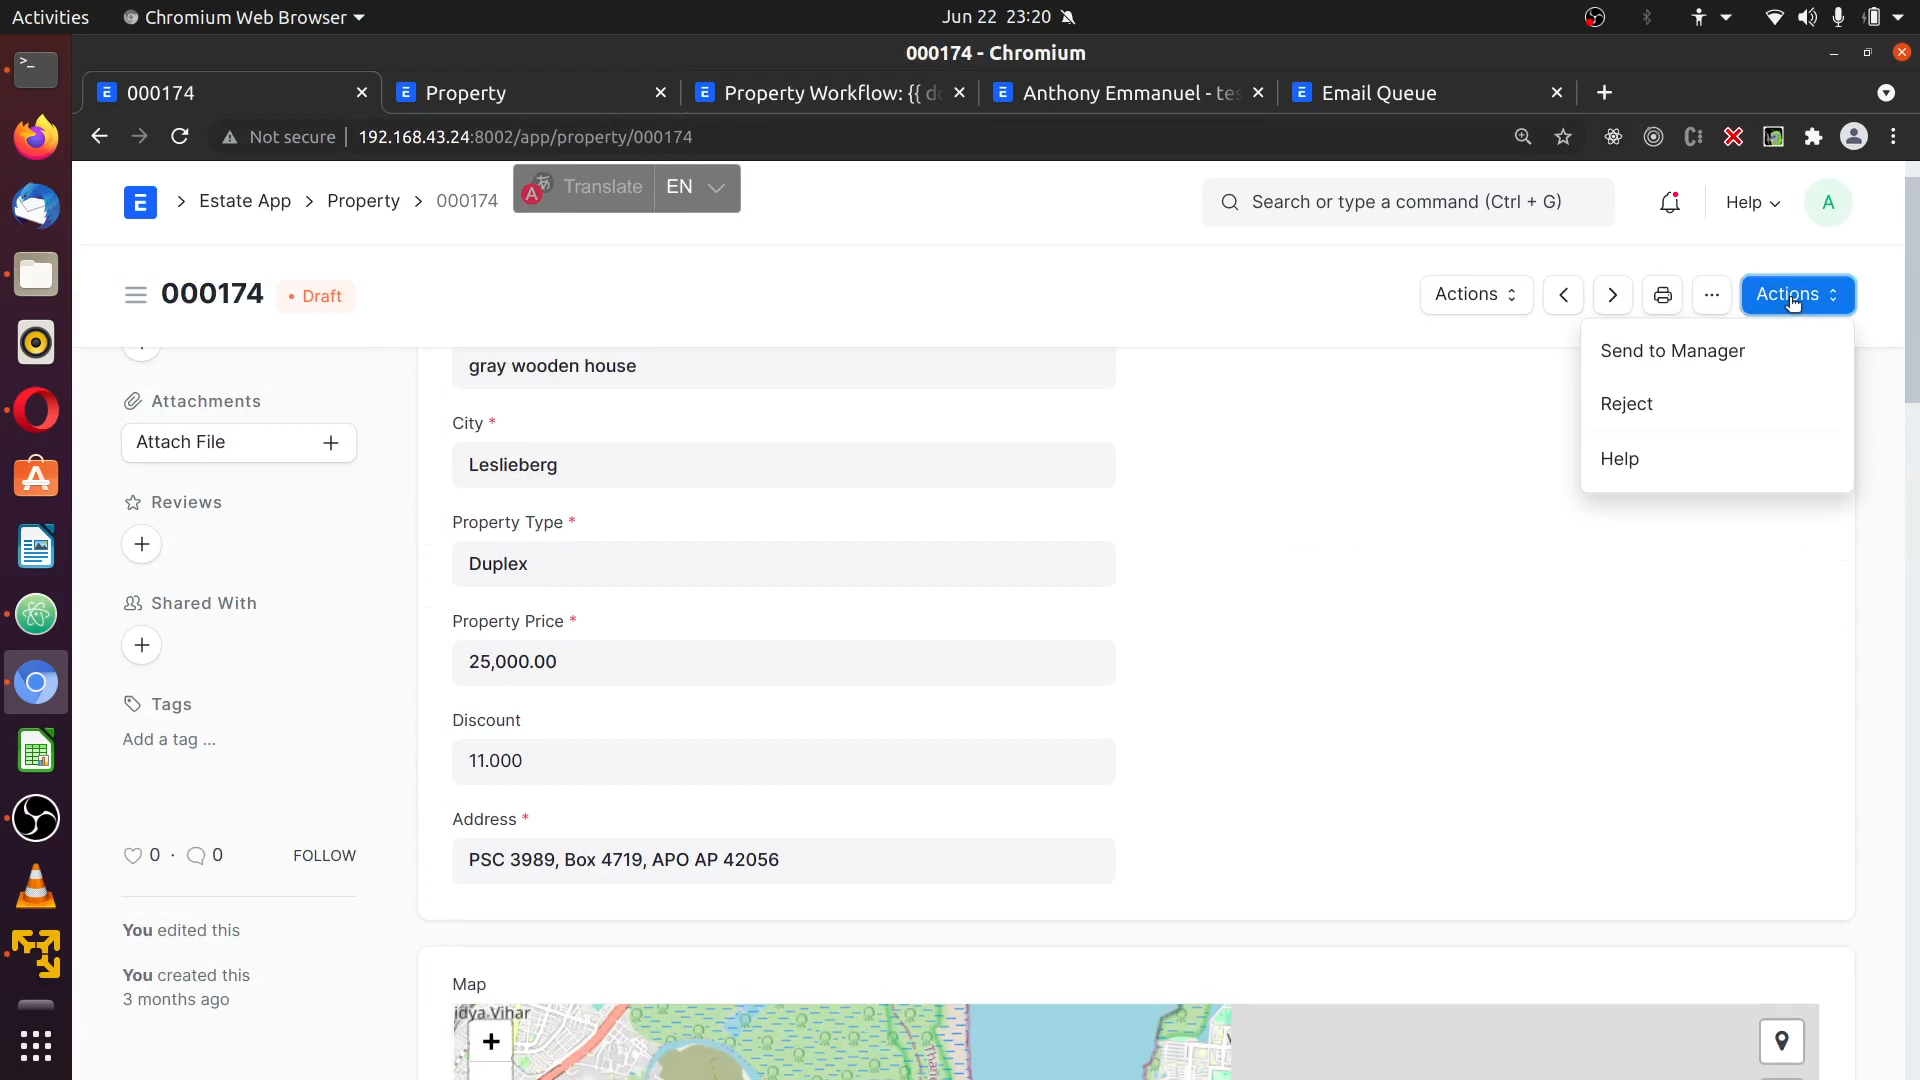 Activities
Chromium Web Browser
Jun 22 23:20
000174 - Chromium
000174
Property
Property Workflow: {{ do
Anthony Emmanuel - tes
Email Queue
Not secure
192.168.43.24:8002/app/property/000174
E
Estate App
Property
000174
Translate
EN
Search or type a command (Ctrl + G)
Help
A
000174
• Draft
Actions
...
Actions
Send to Manager
Reject
Help
Attachments
Attach File
Reviews
Shared With
Tags
Add a tag ...
0 · 0
FOLLOW
You edited this
You created this
3 months ago
gray wooden house
City *
Leslieberg
Property Type *
Duplex
Property Price *
25,000.00
Discount
11.000
Address *
PSC 3989, Box 4719, APO AP 42056
Map
idya Vihar
+